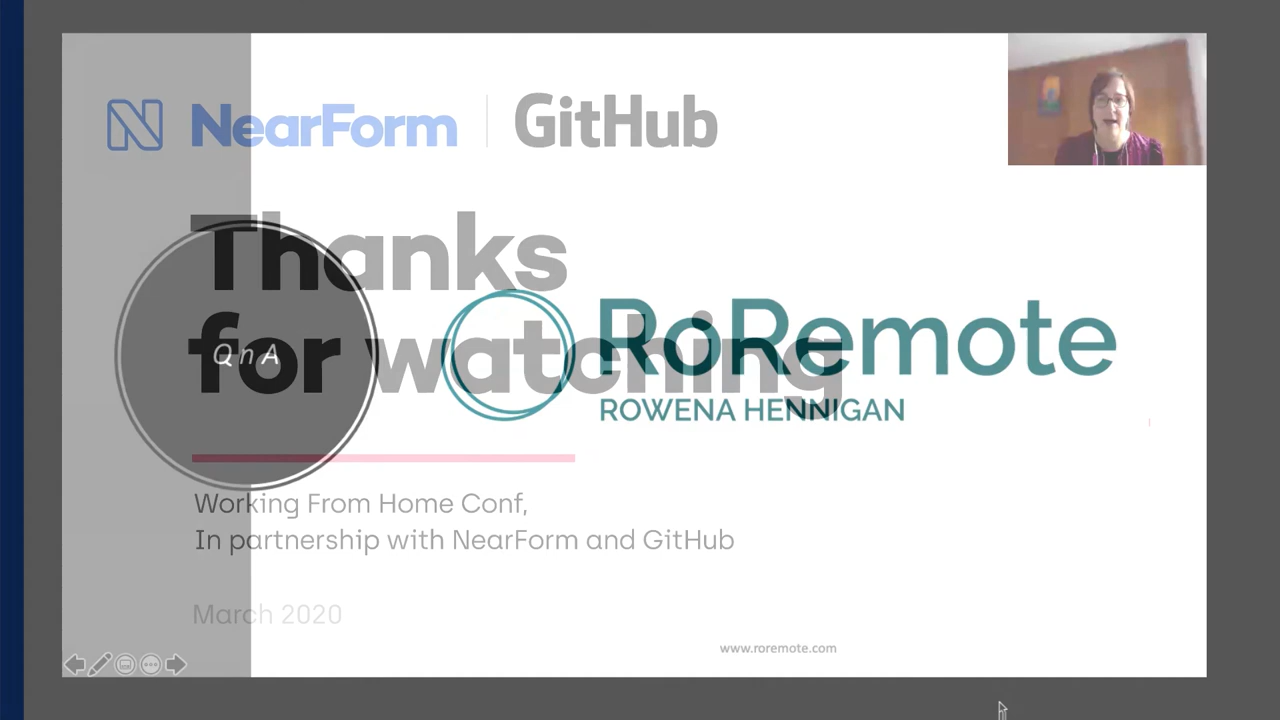 NearForm
GitHub
Thanks
for watching
QnA
RoRemote
ROWENA HENNIGAN
Working From Home Conf,
In partnership with NearForm and GitHub
March 2020
www.roremote.com